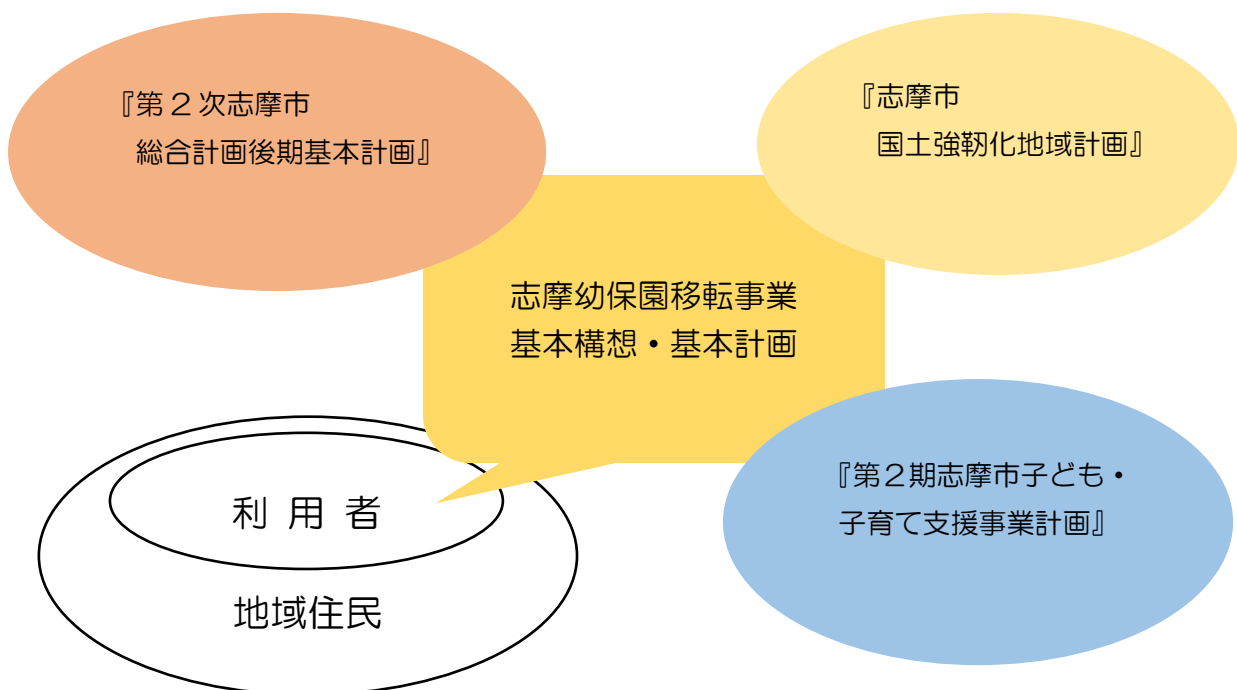 『第２次志摩市
総合計画後期基本計画』
『志摩市
国土強靭化地域計画』
志摩幼保園移転事業
基本構想・基本計画
『第２期志摩市子ども・
子育て支援事業計画』
利 用 者
地域住民